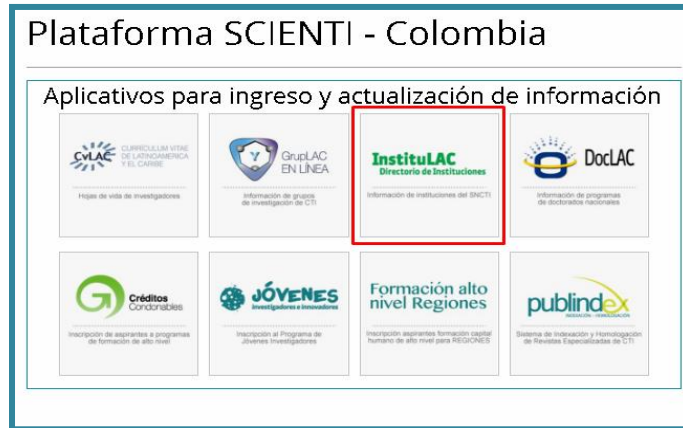 Plataforma SCIENTI - Colombia
Aplicativos para ingreso y actualización de información
CvLAC
CURRICULUM VITAE
DE LATINOAMERICA
Y EL CARIBE
Hojas de vida de investigadores
GrupLAC
EN LÍNEA
Información de grupos
de investigación de CTI
InstituLAC
Directorio de Instituciones
Información de instituciones del SNCTI
DocLAC
Información de programas
de doctorados nacionales
Créditos
Condonables
Inscripción de aspirantes a programas
de formación de alto nivel
JÓVENES
Investigadores e Innovadores
Inscripción al Programa de
Jóvenes Investigadores
Formación alto
nivel Regiones
Inscripción aspirantes formación capital
humano de alto nivel para REGIONES
publindex
INDEXACIÓN - HOMOLOGACIÓN
Sistema de Indexación y Homologación
de Revistas Especializadas de CTI